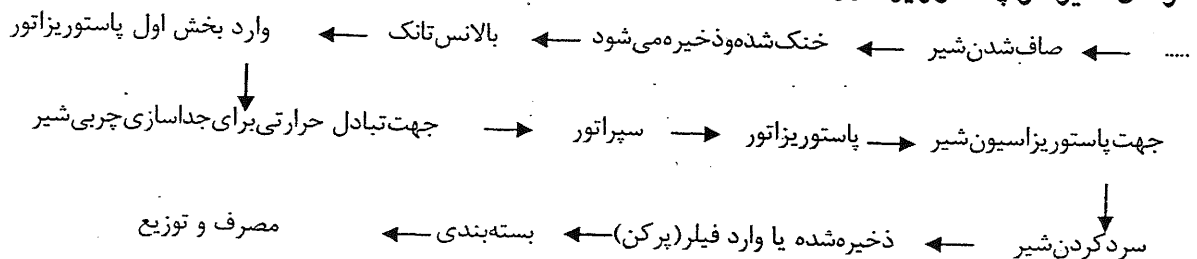 ..... ← صاف‌شدن‌شیر ← خنک‌شده‌وذخیره‌می‌شود ← بالانس‌تانک ← وارد بخش اول پاستوریزاتور
جهت‌تبادل حرارتی‌برای‌جداسازی‌چربی‌شیر → سپراتور → پاستوریزاتور → جهت‌پاستوریزاسیون‌شیر
سردکردن‌شیر ← ذخیره‌شده یا وارد فیلر(پرکن) ← بسته‌بندی ← مصرف و توزیع